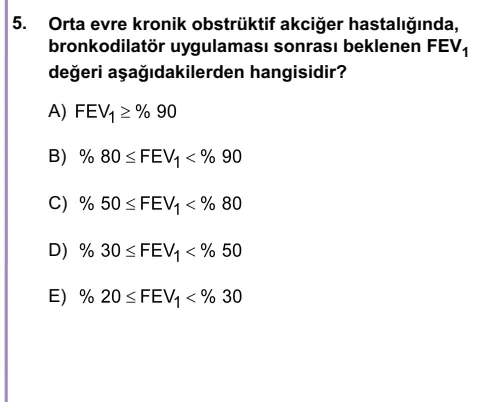 5. Orta evre kronik obstrüktif akciğer hastalığında,
bronkodilatör uygulaması sonrası beklenen FEV₁
değeri aşağıdakilerden hangisidir?
A) FEV₁ ≥ % 90
B) % 80 ≤ FEV₁ < % 90
C) % 50 ≤ FEV₁ < % 80
D) % 30 ≤ FEV₁ < % 50
E) % 20 ≤ FEV₁ < % 30